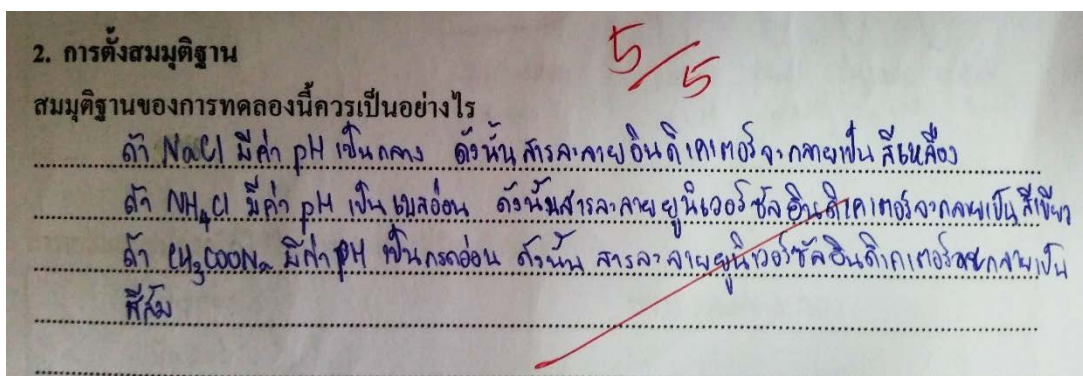 2. การตั้งสมมุติฐาน
5/5
สมมุติฐานของการทดลองนี้ควรเป็นอย่างไร
ถ้า NaCl มีค่า pH เป็นกลาง ดังนั้น สารละลายอินดิเคเตอร์จะกลายเป็น สีเหลือง
ถ้า NH4Cl มีค่า pH เป็นเบสอ่อน ดังนั้นสารละลายยูนิเวอร์ซัลอินดิเคเตอร์จะกลายเป็นสีเขียว
ถ้า CH3COONa มีค่า pH เป็นกรดอ่อน ดังนั้น สารละลายยูนิเวอร์ซัลอินดิเคเตอร์จะกลายเป็น
สีส้ม